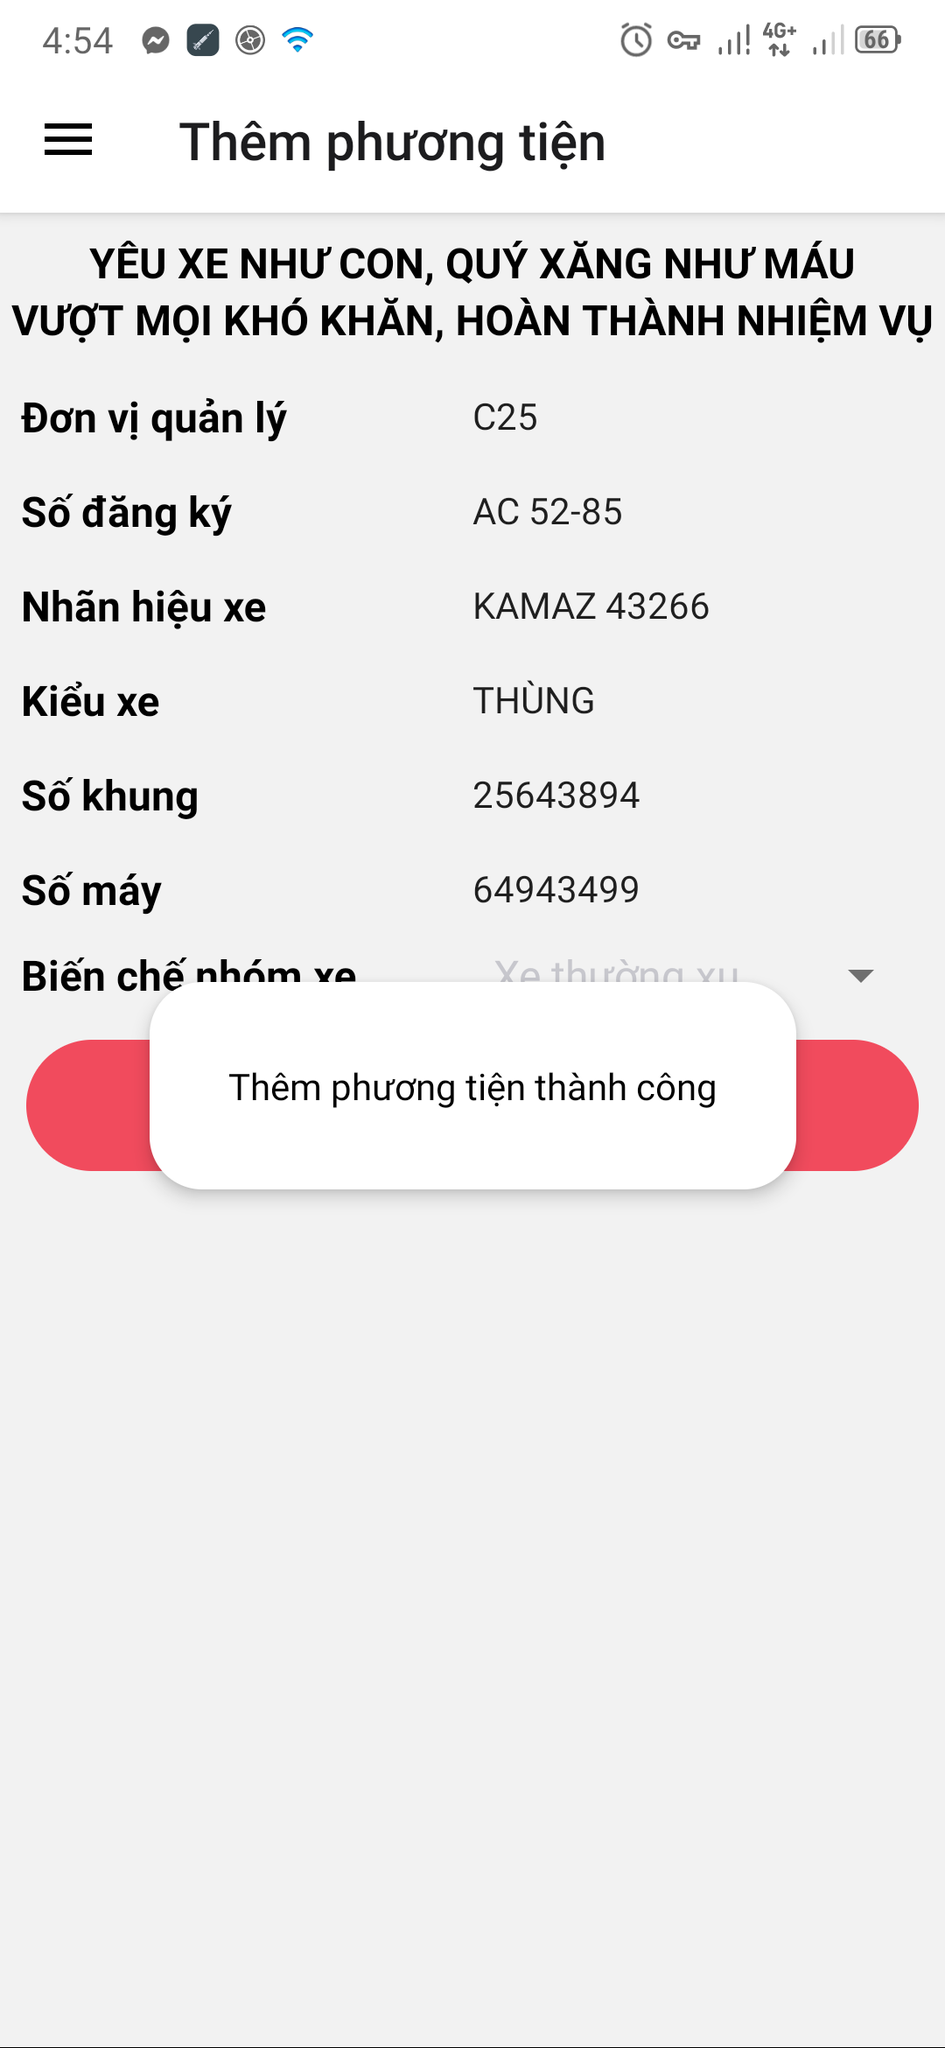 4:54
4G+
66
Thêm phương tiện
YÊU XE NHƯ CON, QUÝ XĂNG NHƯ MÁU
VƯỢT MỌI KHÓ KHĂN, HOÀN THÀNH NHIỆM VỤ
Đơn vị quản lý C25
Số đăng ký AC 52-85
Nhãn hiệu xe KAMAZ 43266
Kiểu xe THÙNG
Số khung 25643894
Số máy 64943499
Biến chế nhóm xe Xe thường xu
Thêm phương tiện thành công